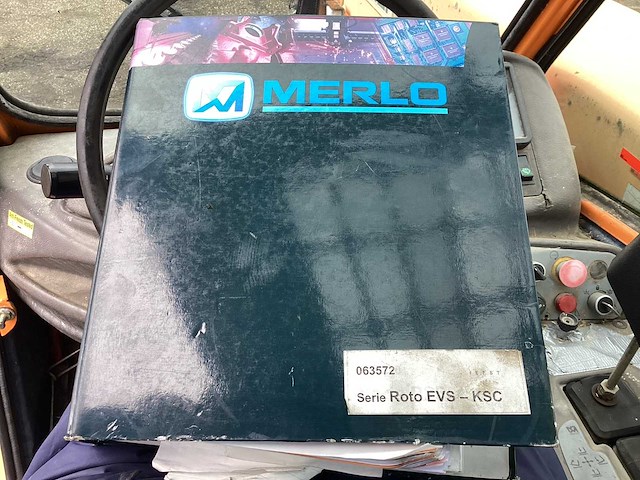 MERLO
063572
Serie Roto EVS – KSC